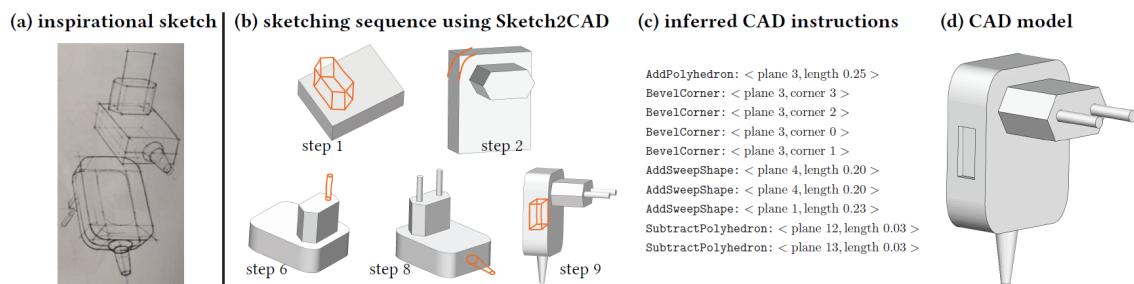 (a) inspirational sketch
(b) sketching sequence using Sketch2CAD
(c) inferred CAD instructions
(d) CAD model
step 1
step 2
step 6
step 8
step 9
AddPolyhedron: < plane 3, length 0.25 >
BevelCorner: < plane 3, corner 3 >
BevelCorner: < plane 3, corner 2 >
BevelCorner: < plane 3, corner 0 >
BevelCorner: < plane 3, corner 1 >
AddSweepShape: < plane 4, length 0.20 >
AddSweepShape: < plane 4, length 0.20 >
AddSweepShape: < plane 1, length 0.23 >
SubtractPolyhedron: < plane 12, length 0.03 >
SubtractPolyhedron: < plane 13, length 0.03 >